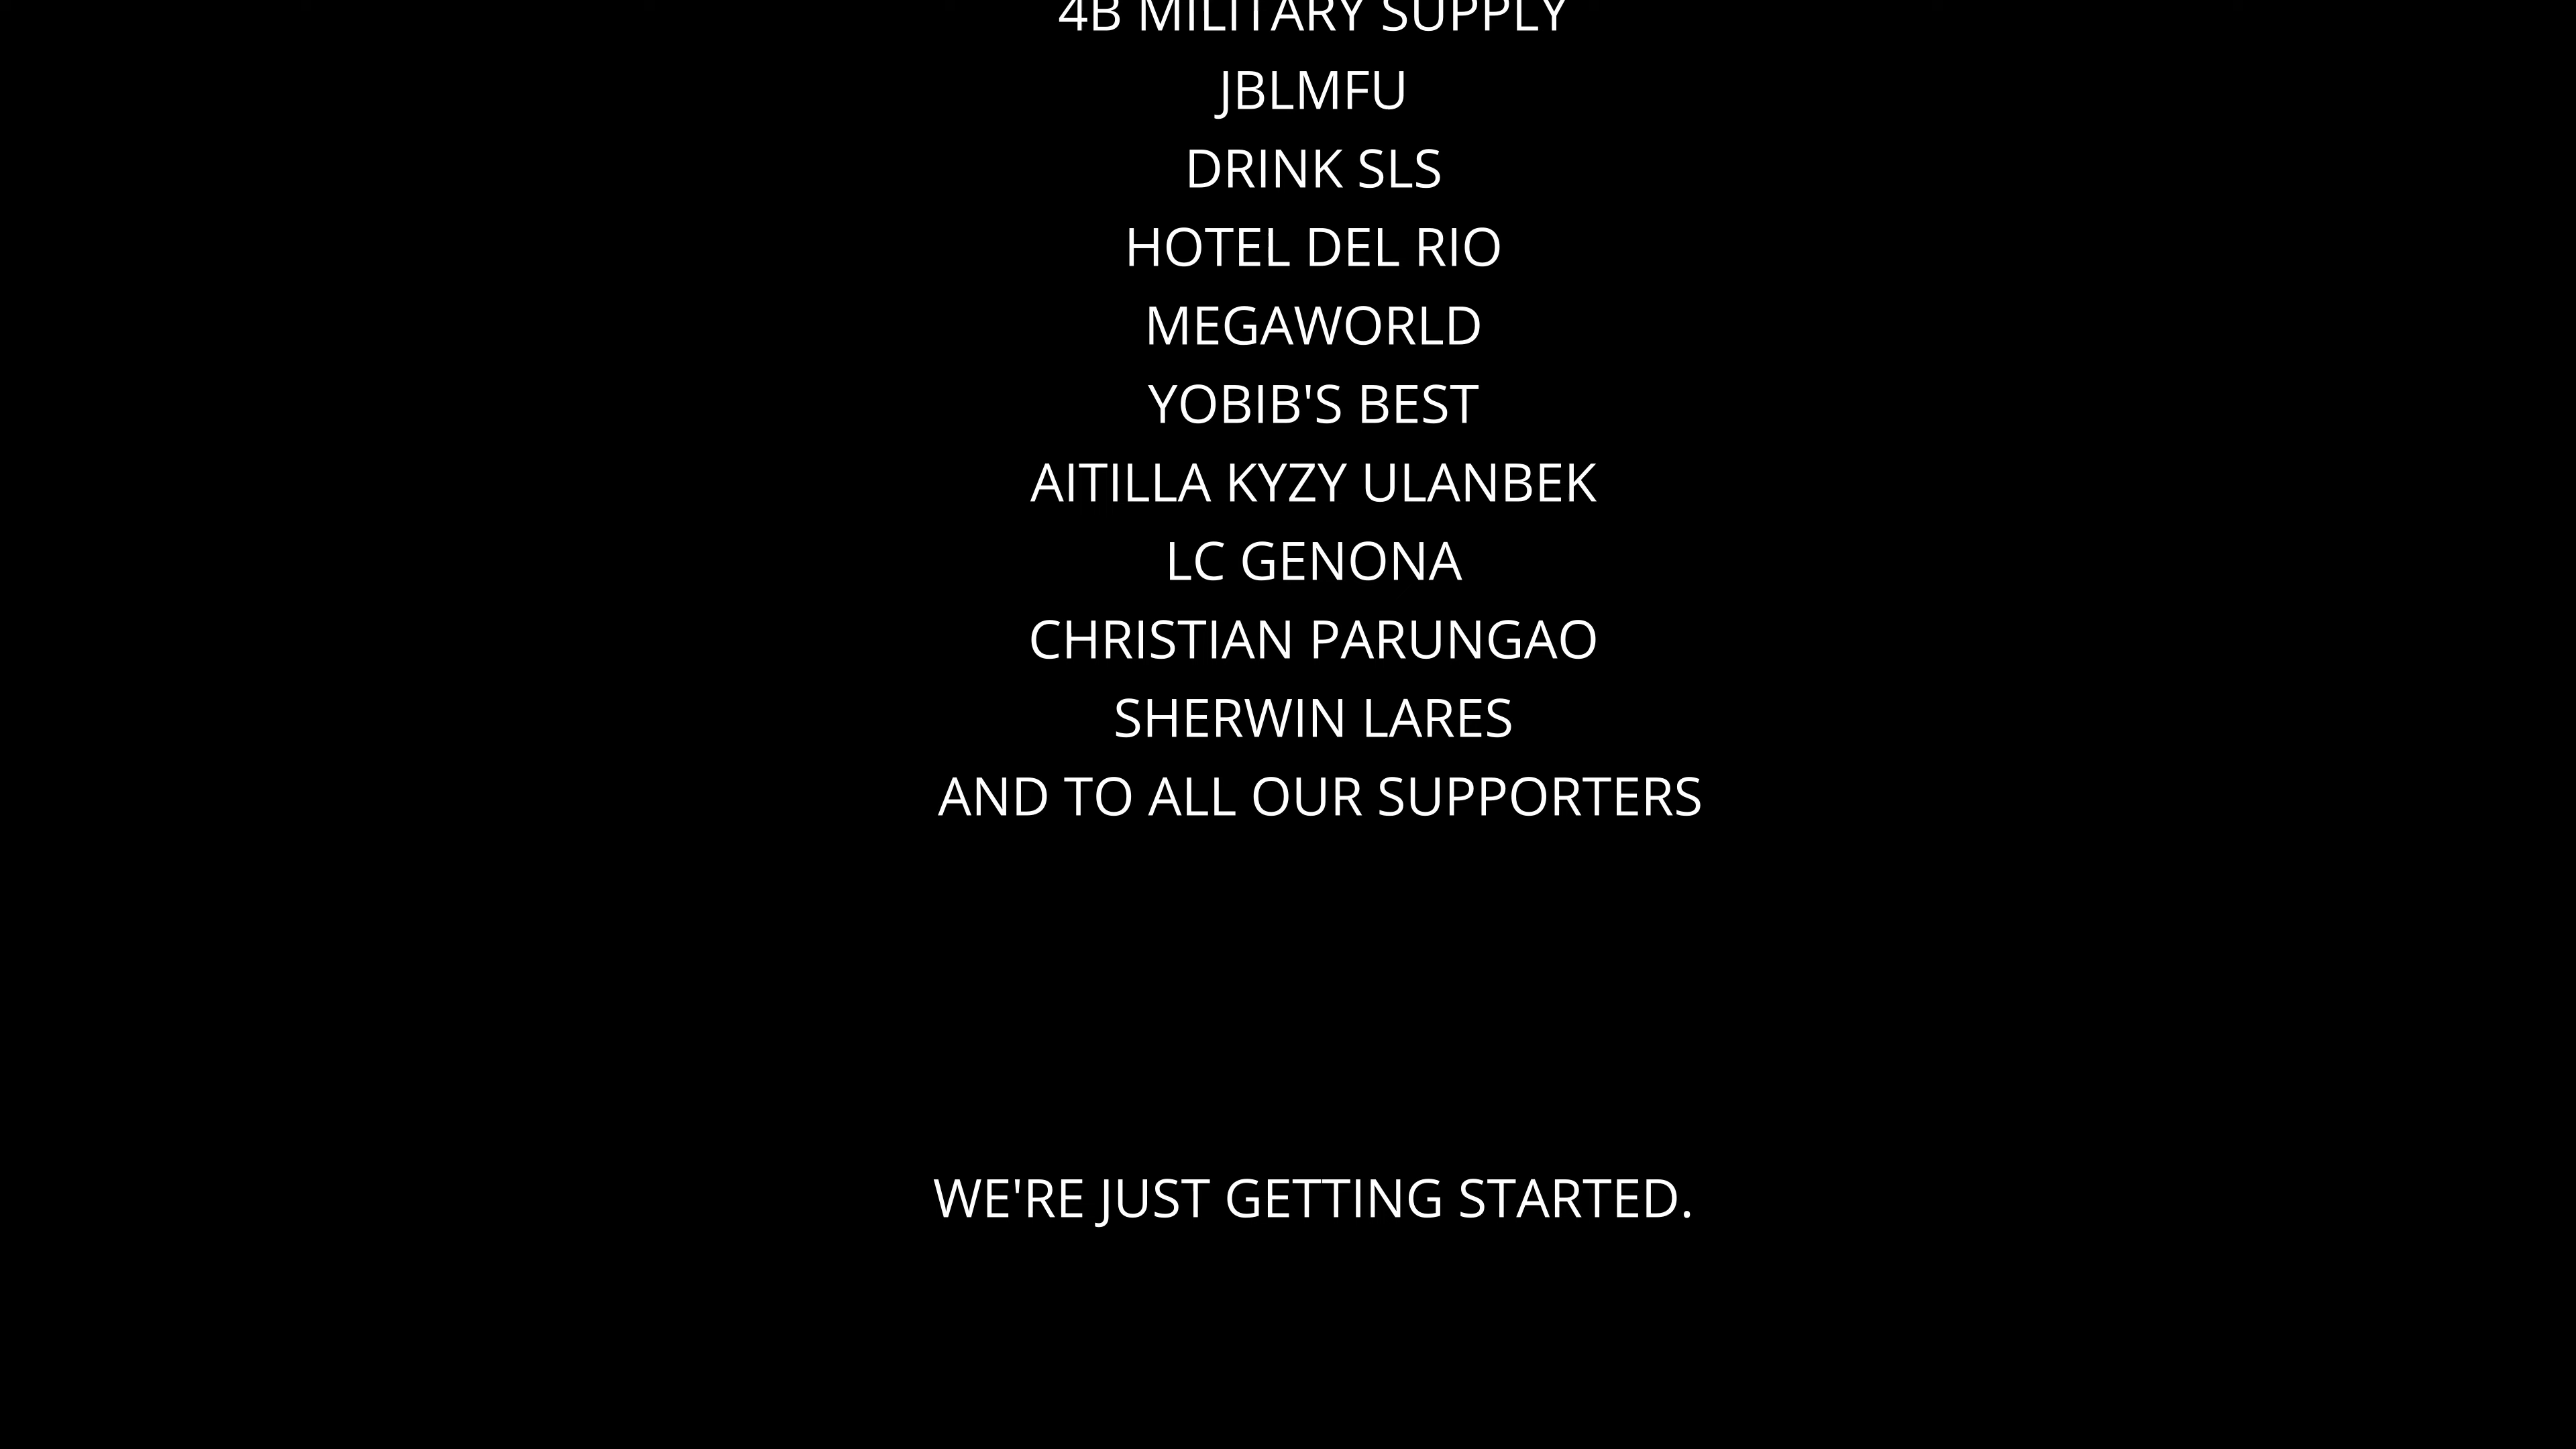 4B MILITARY SUPPLY
JBLMFU
DRINK SLS
HOTEL DEL RIO
MEGAWORLD
YOBIB'S BEST
AITILLA KYZY ULANBEK
LC GENONA
CHRISTIAN PARUNGAO
SHERWIN LARES
AND TO ALL OUR SUPPORTERS
WE'RE JUST GETTING STARTED.